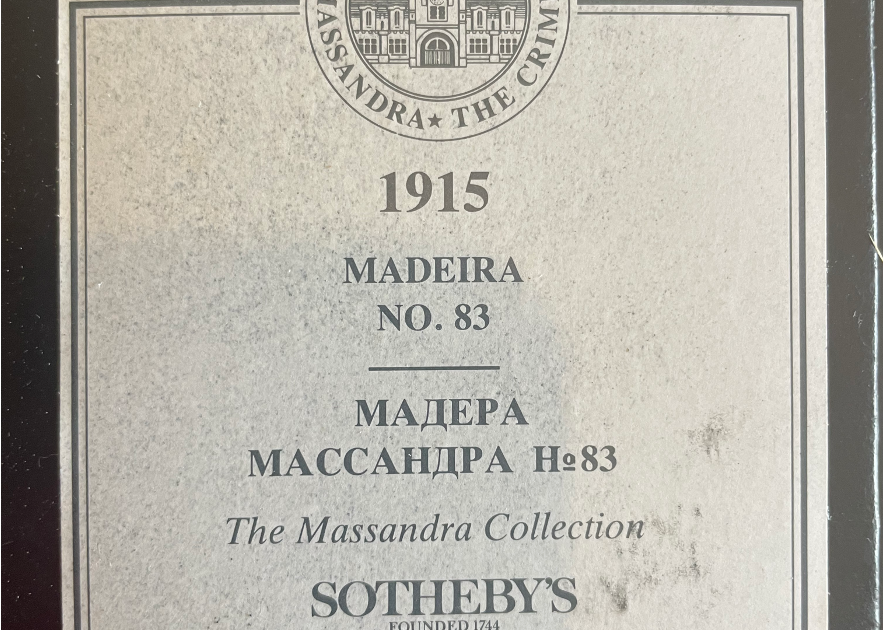 MASSANDRA ★ THE CRIM
1915
MADEIRA
NO. 83
МАДЕРА
МАССАНДРА №83
The Massandra Collection
SOTHEBY'S
FOUNDED 1744